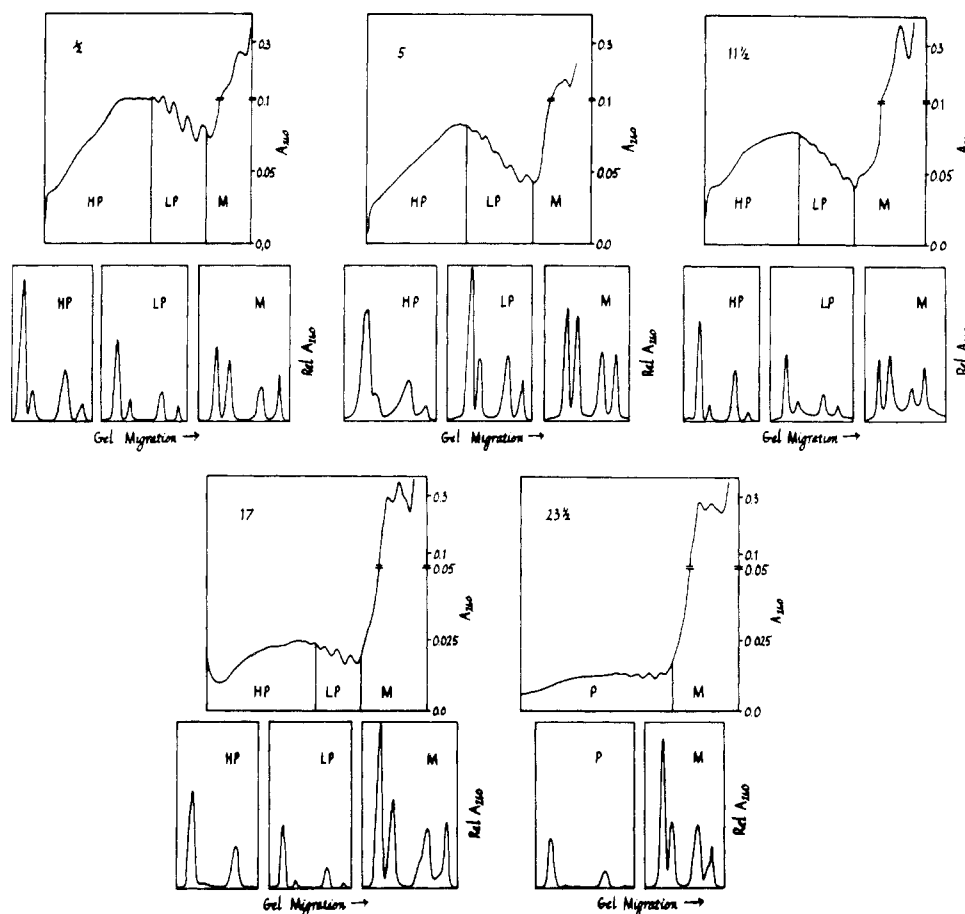 ½
0.3
0.1
A260
0.05
HP LP M
0,0
5
0.3
0.1
A260
0.05
HP LP M
0.0
11½
0.3
0.1
0.05
HP LP M
0.0
HP LP M
Rel A260
Gel Migration →
HP LP M
Rel A260
Gel Migration →
HP LP M
Gel Migration →
17
0.3
0.1
0.05
A260
0.025
HP LP M
0.0
23½
0.3
0.1
0.05
A260
0.025
P M
0.0
HP LP M
Rel A260
Gel Migration →
P M
Rel A260
Gel Migration →